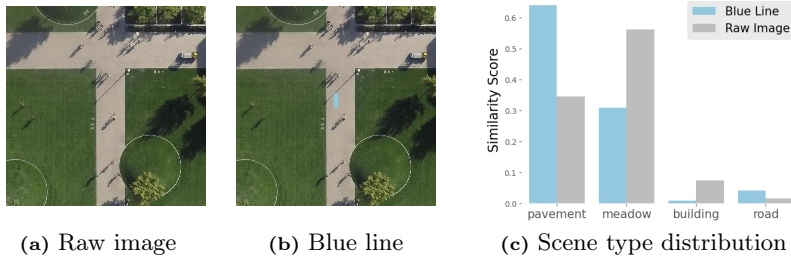 Blue Line
Raw Image
Similarity Score
0.6
0.5
0.4
0.3
0.2
0.1
0.0
pavement meadow building road
(a) Raw image (b) Blue line (c) Scene type distribution